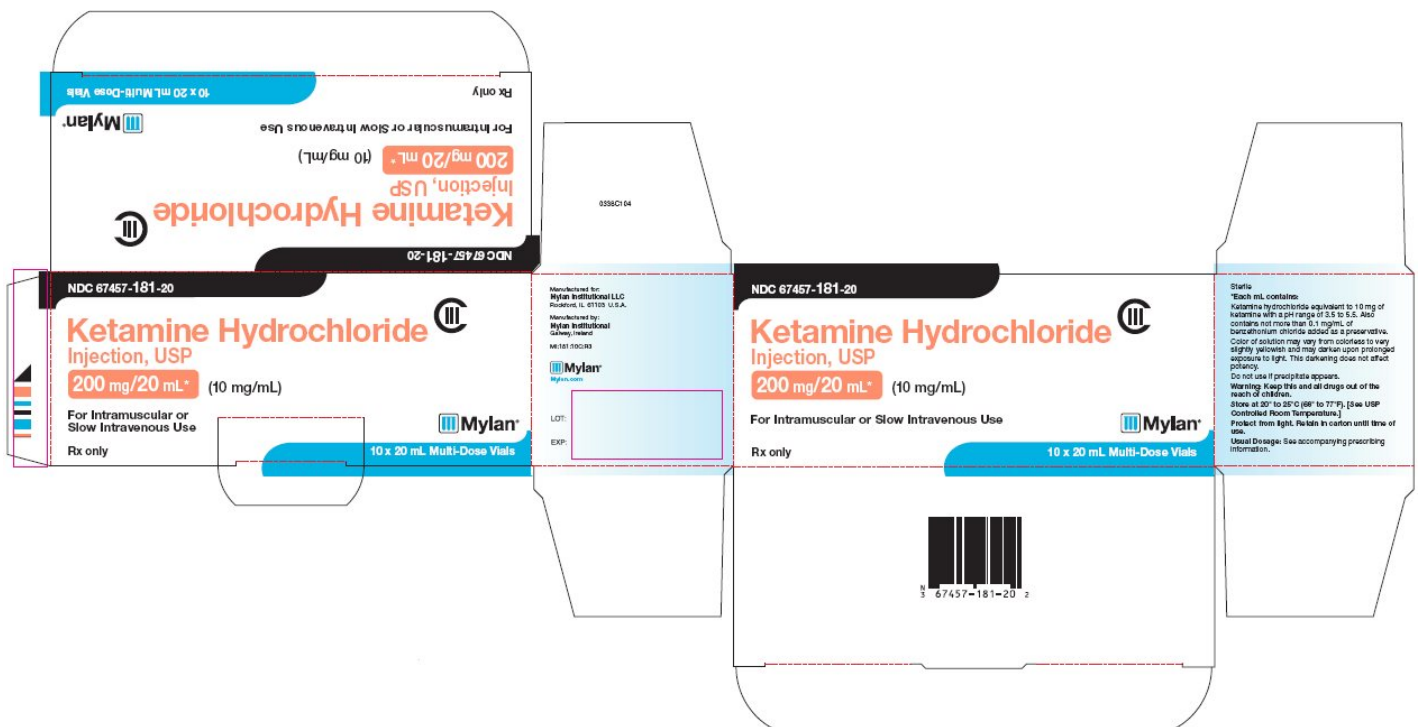 10 x 20 mL Multi-Dose Vials
Rx only
Mylan®
For Intramuscular or Slow Intravenous Use
200 mg/20 mL*
(10 mg/mL)
Injection, USP
Ketamine Hydrochloride
CIII
NDC 67457-181-20
NDC 67457-181-20
Ketamine Hydrochloride
CIII
Injection, USP
200 mg/20 mL*
(10 mg/mL)
For Intramuscular or
Slow Intravenous Use
Mylan®
Rx only
10 x 20 mL Multi-Dose Vials
0338C104
Manufactured for:
Mylan Institutional LLC
Rockford, IL 61103 U.S.A.
Manufactured by:
Mylan Institutional
Galway, Ireland
MI:181:10C:R3
Mylan®
Mylan.com
LOT:
EXP:
NDC 67457-181-20
Ketamine Hydrochloride
CIII
Injection, USP
200 mg/20 mL*
(10 mg/mL)
For Intramuscular or Slow Intravenous Use
Mylan®
Rx only
10 x 20 mL Multi-Dose Vials
N
3 67457-181-20 2
Sterile
*Each mL contains:
Ketamine hydrochloride equivalent to 10 mg of
ketamine with a pH range of 3.5 to 5.5. Also
contains not more than 0.1 mg/mL of
benzethonium chloride added as a preservative.
Color of solution may vary from colorless to very
slightly yellowish and may darken upon prolonged
exposure to light. This darkening does not affect
potency.
Do not use if precipitate appears.
Warning: Keep this and all drugs out of the
reach of children.
Store at 20° to 25°C (68° to 77°F). [See USP
Controlled Room Temperature.]
Protect from light. Retain in carton until time of
use.
Usual Dosage: See accompanying prescribing
information.